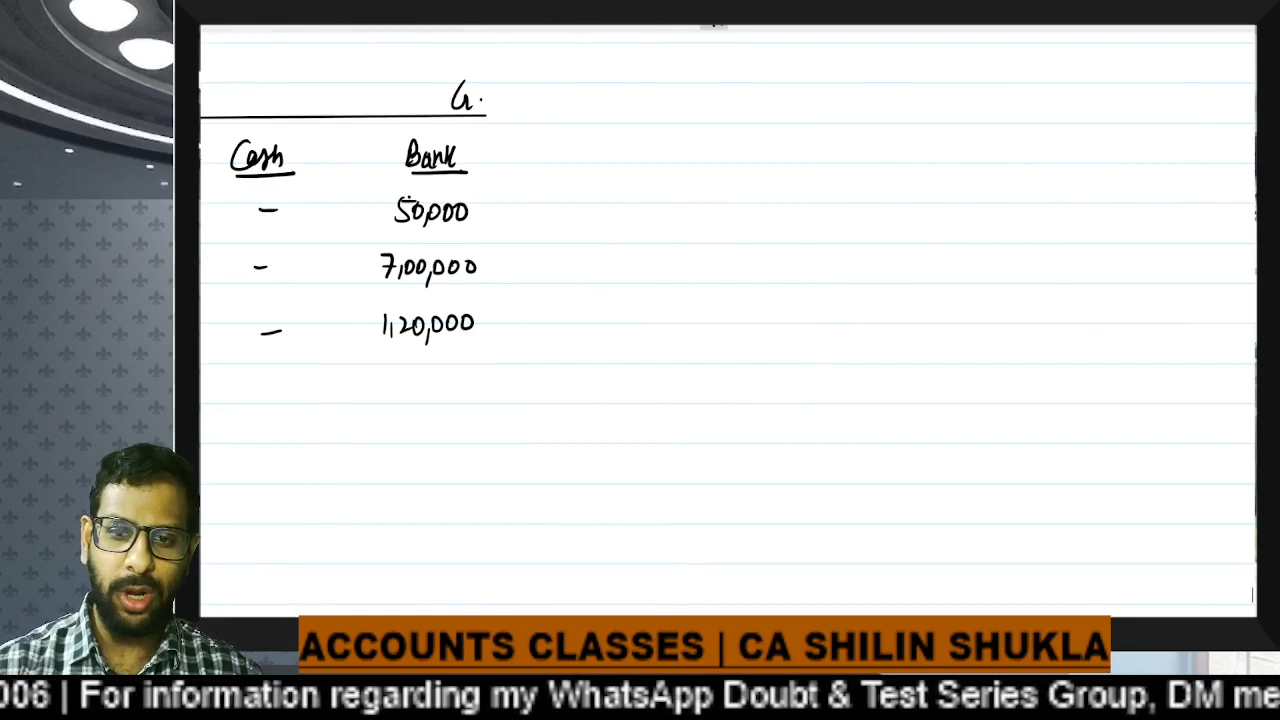 Cr.
Cash Bank
- 50,000
- 7,00,000
- 1,20,000
ACCOUNTS CLASSES | CA SHILIN SHUKLA
006 | For information regarding my WhatsApp Doubt & Test Series Group, DM me